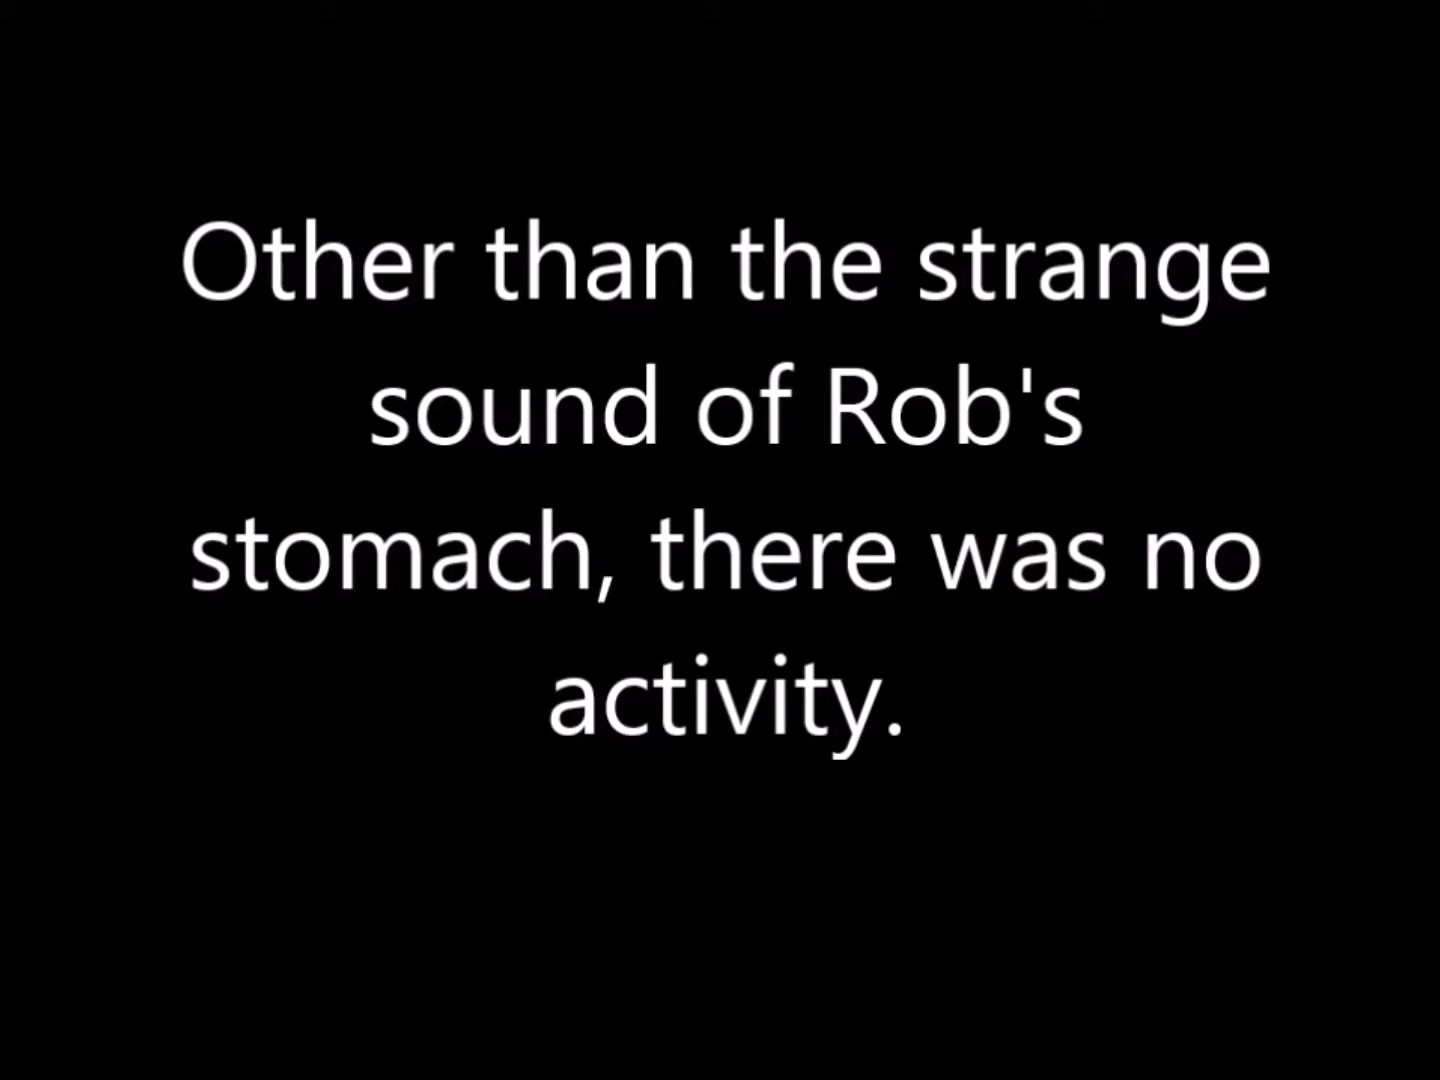 Other than the strange
sound of Rob's
stomach, there was no
activity.